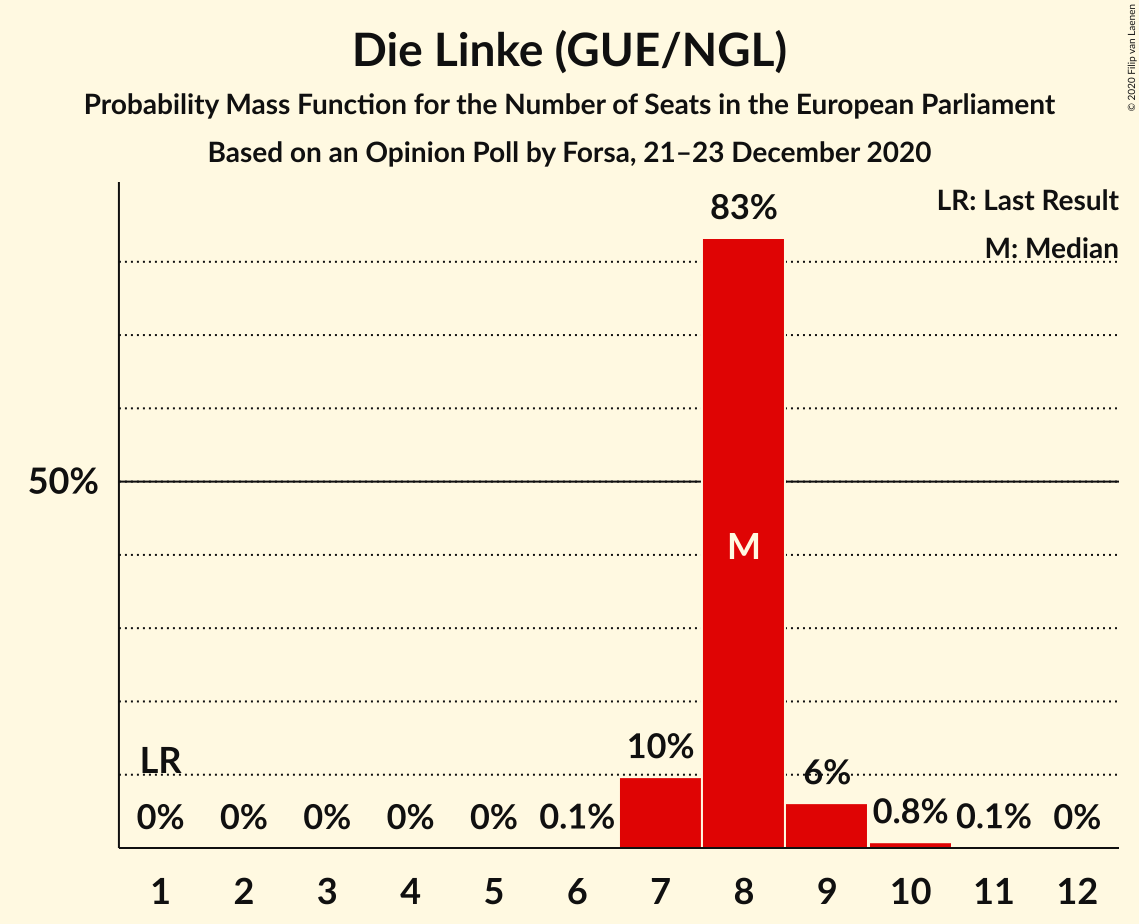 Die Linke (GUE/NGL)
Probability Mass Function for the Number of Seats in the European Parliament
Based on an Opinion Poll by Forsa, 21–23 December 2020
© 2020 Filip van Laenen
LR: Last Result
M: Median
83%
50%
M
LR
10%
6%
0% 0% 0% 0% 0% 0.1% 0.8% 0.1% 0%
1 2 3 4 5 6 7 8 9 10 11 12